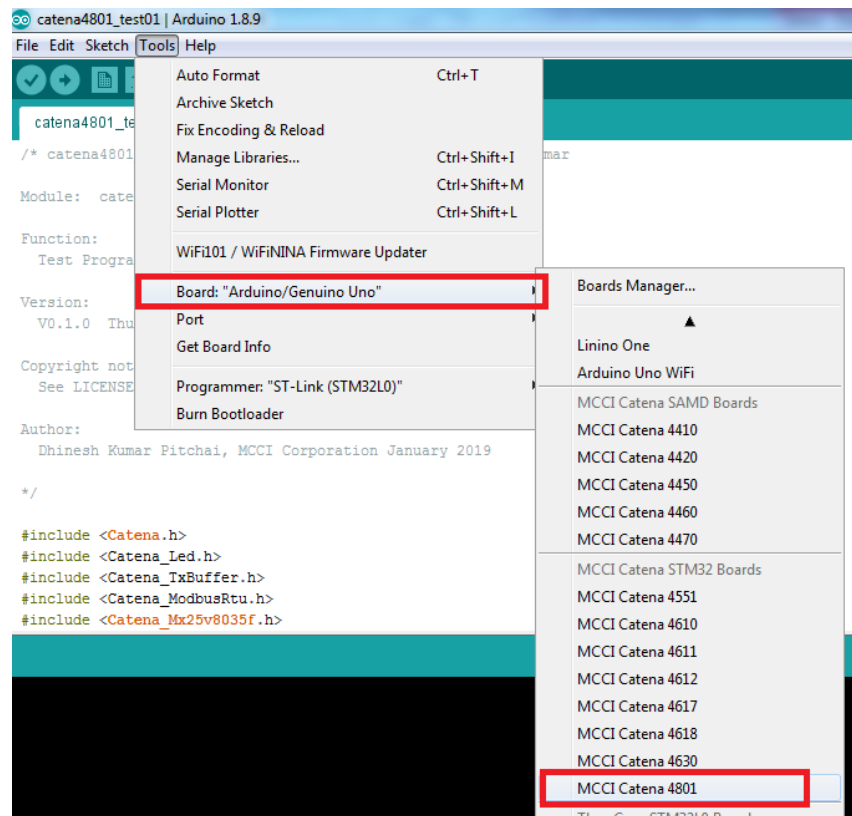 catena4801_test01 | Arduino 1.8.9
File Edit Sketch Tools Help
catena4801_te
/* catena4801
mar
Module: cate
Function:
Test Progra
Version:
V0.1.0 Thu
Copyright not
See LICENSE
Author:
Dhinesh Kumar Pitchai, MCCI Corporation January 2019
*/
#include <Catena.h>
#include <Catena_Led.h>
#include <Catena_TxBuffer.h>
#include <Catena_ModbusRtu.h>
#include <Catena_Mx25v8035f.h>
Auto Format Ctrl+T
Archive Sketch
Fix Encoding & Reload
Manage Libraries... Ctrl+Shift+I
Serial Monitor Ctrl+Shift+M
Serial Plotter Ctrl+Shift+L
WiFi101 / WiFiNINA Firmware Updater
Board: "Arduino/Genuino Uno"
Port
Get Board Info
Programmer: "ST-Link (STM32L0)"
Burn Bootloader
Boards Manager...
Linino One
Arduino Uno WiFi
MCCI Catena SAMD Boards
MCCI Catena 4410
MCCI Catena 4420
MCCI Catena 4450
MCCI Catena 4460
MCCI Catena 4470
MCCI Catena STM32 Boards
MCCI Catena 4551
MCCI Catena 4610
MCCI Catena 4611
MCCI Catena 4612
MCCI Catena 4617
MCCI Catena 4618
MCCI Catena 4630
MCCI Catena 4801